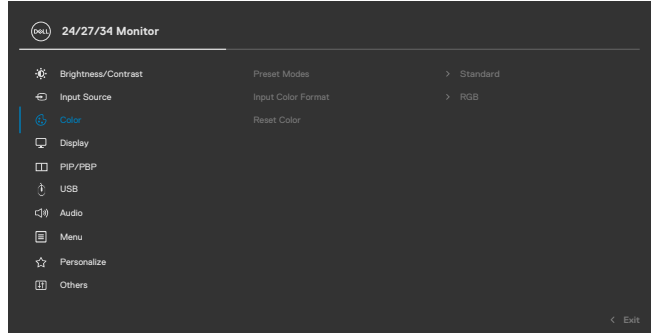 DELL 24/27/34 Monitor
Brightness/Contrast Preset Modes > Standard
Input Source Input Color Format > RGB
Color Reset Color
Display
PIP/PBP
USB
Audio
Menu
Personalize
Others
< Exit